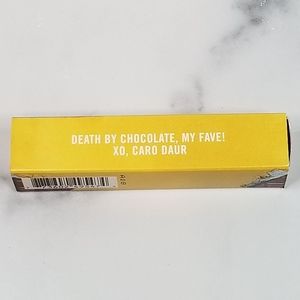 DEATH BY CHOCOLATE, MY FAVE!
XO, CARO DAUR